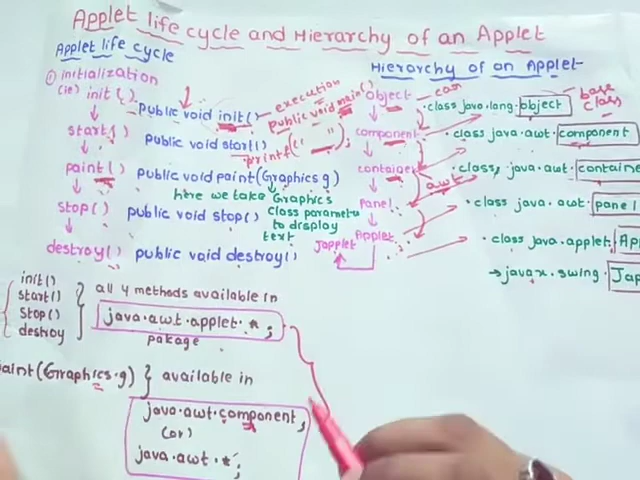 Applet life cycle and Hierarchy of an Applet
Applet life cycle
① initialization
(ie) init()
public void init()
execution
public void main()
printf(" ");
start()
public void start()
paint()
public void paint(Graphics g)
here we take Graphics
class parameter
to display
text
stop()
public void stop()
destroy()
public void destroy()
Hierarchy of an Applet
object
component
container
awt
Panel
Applet
Japplet
base
class
• class java.lang.object
• class java.awt.component
• class, java.awt.containe
• class java.awt.panel
• class java.applet.Ap
→ javax.swing.Jap
init()
start()
stop()
destroy
all 4 methods available in
java.awt.applet.*;
pakage
aint(Graphics.g) } available in
java.awt.component;
(or)
java.awt.*;